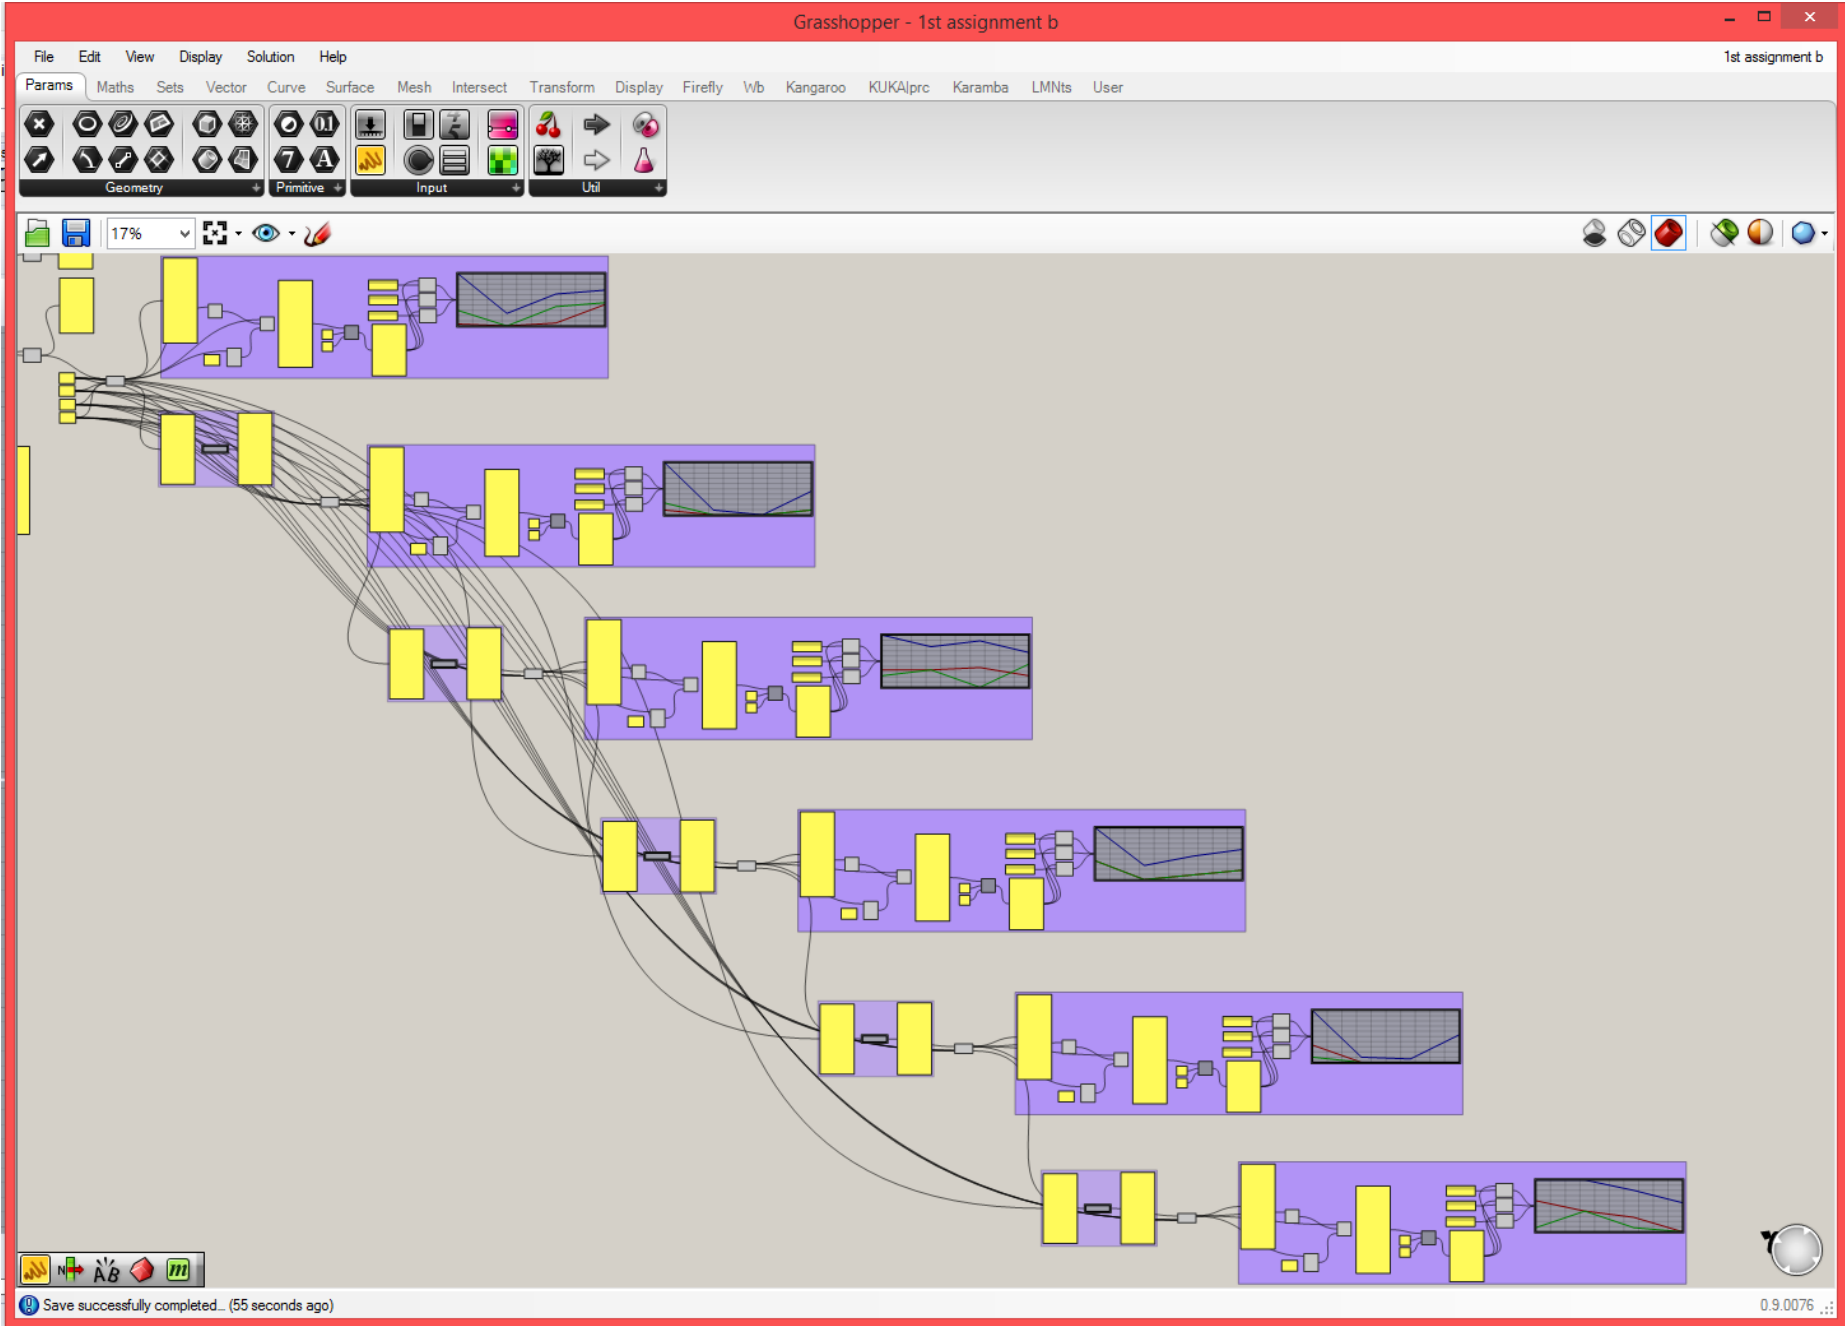 Grasshopper - 1st assignment b
File Edit View Display Solution Help 1st assignment b
Params Maths Sets Vector Curve Surface Mesh Intersect Transform Display Firefly Wb Kangaroo KUKA|prc Karamba LMNts User
0.1
7 A
Geometry Primitive Input Util
17%
N A B m
Save successfully completed... (55 seconds ago) 0.9.0076